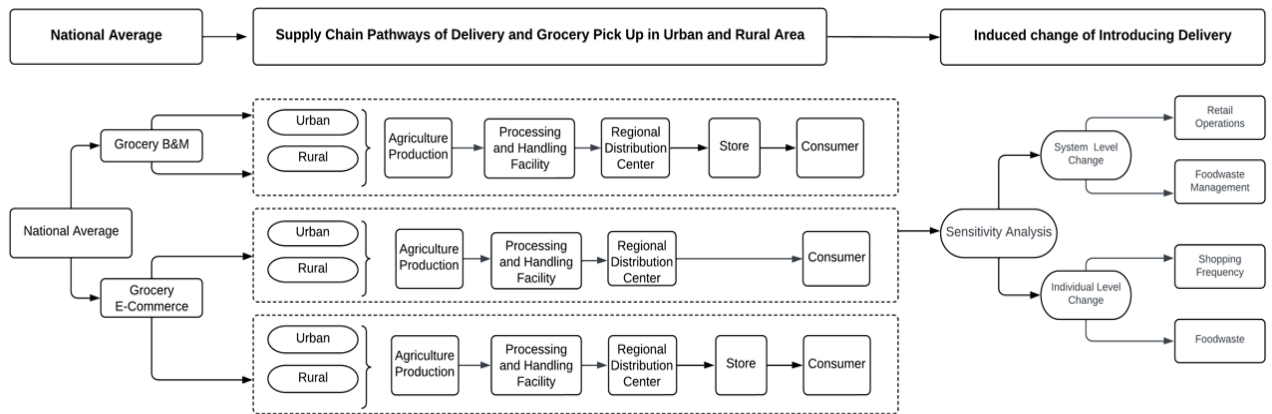 National Average
Supply Chain Pathways of Delivery and Grocery Pick Up in Urban and Rural Area
Induced change of Introducing Delivery
National Average
Grocery B&M
Grocery
E-Commerce
Urban
Rural
Agriculture
Production
Processing
and Handling
Facility
Regional
Distribution
Center
Store
Consumer
Urban
Rural
Agriculture
Production
Processing
and Handling
Facility
Regional
Distribution
Center
Consumer
Urban
Rural
Agriculture
Production
Processing
and Handling
Facility
Regional
Distribution
Center
Store
Consumer
Sensitivity Analysis
System Level
Change
Retail
Operations
Foodwaste
Management
Individual Level
Change
Shopping
Frequency
Foodwaste